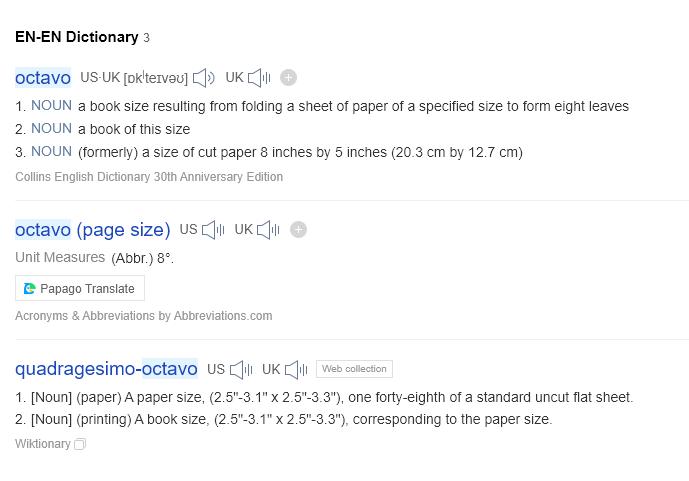 EN-EN Dictionary 3
octavo US·UK [ɒkˈteɪvəʊ] UK
1. NOUN a book size resulting from folding a sheet of paper of a specified size to form eight leaves
2. NOUN a book of this size
3. NOUN (formerly) a size of cut paper 8 inches by 5 inches (20.3 cm by 12.7 cm)
Collins English Dictionary 30th Anniversary Edition
octavo (page size) US UK
Unit Measures (Abbr.) 8°.
Papago Translate
Acronyms & Abbreviations by Abbreviations.com
quadragesimo-octavo US UK Web collection
1. [Noun] (paper) A paper size, (2.5"-3.1" x 2.5"-3.3"), one forty-eighth of a standard uncut flat sheet.
2. [Noun] (printing) A book size, (2.5"-3.1" x 2.5"-3.3"), corresponding to the paper size.
Wiktionary